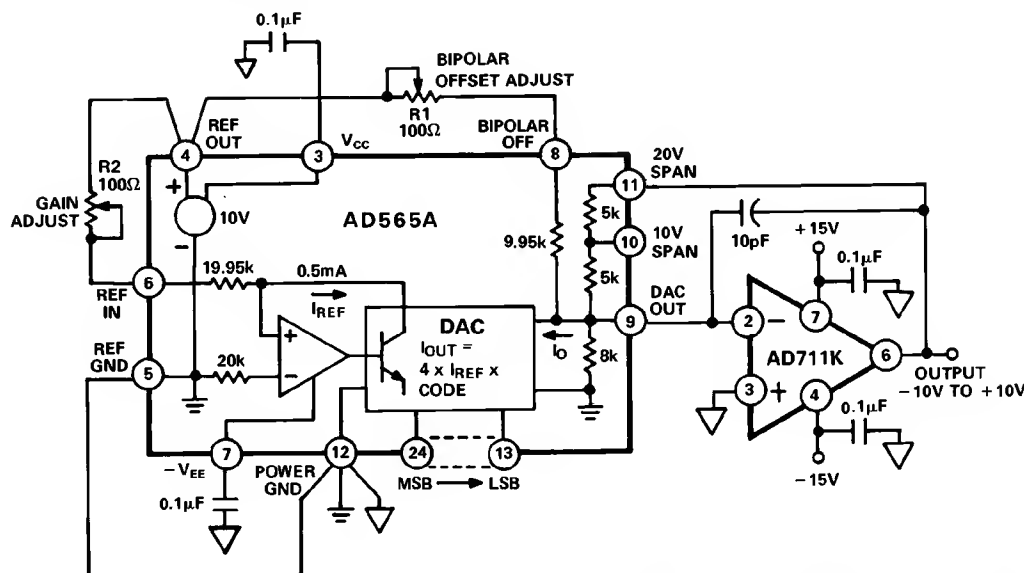 0.1μF
BIPOLAR
OFFSET ADJUST
R1
100Ω
REF
OUT
VCC
BIPOLAR
OFF
4
3
8
20V
SPAN
11
R2
100Ω
GAIN
ADJUST
+
10V
−
AD565A
5k
9.95k
10
10V
SPAN
5k
10pF
+15V
0.1μF
19.95k
0.5mA
IREF
6
REF
IN
DAC
OUT
9
DAC
IOUT =
4 x IREF x
CODE
IO
8k
2
−
7
AD711K
6
OUTPUT
−10V TO +10V
3
+
4
0.1μF
−15V
REF
GND
5
20k
+
−
7
−VEE
POWER
GND
12
24
13
MSB
LSB
0.1μF